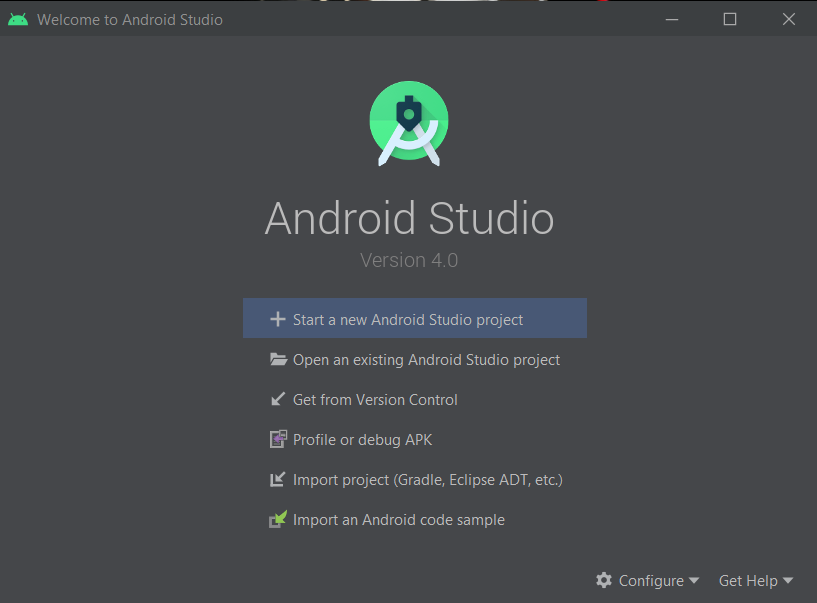 Welcome to Android Studio
Android Studio
Version 4.0
Start a new Android Studio project
Open an existing Android Studio project
Get from Version Control
Profile or debug APK
Import project (Gradle, Eclipse ADT, etc.)
Import an Android code sample
Configure Get Help